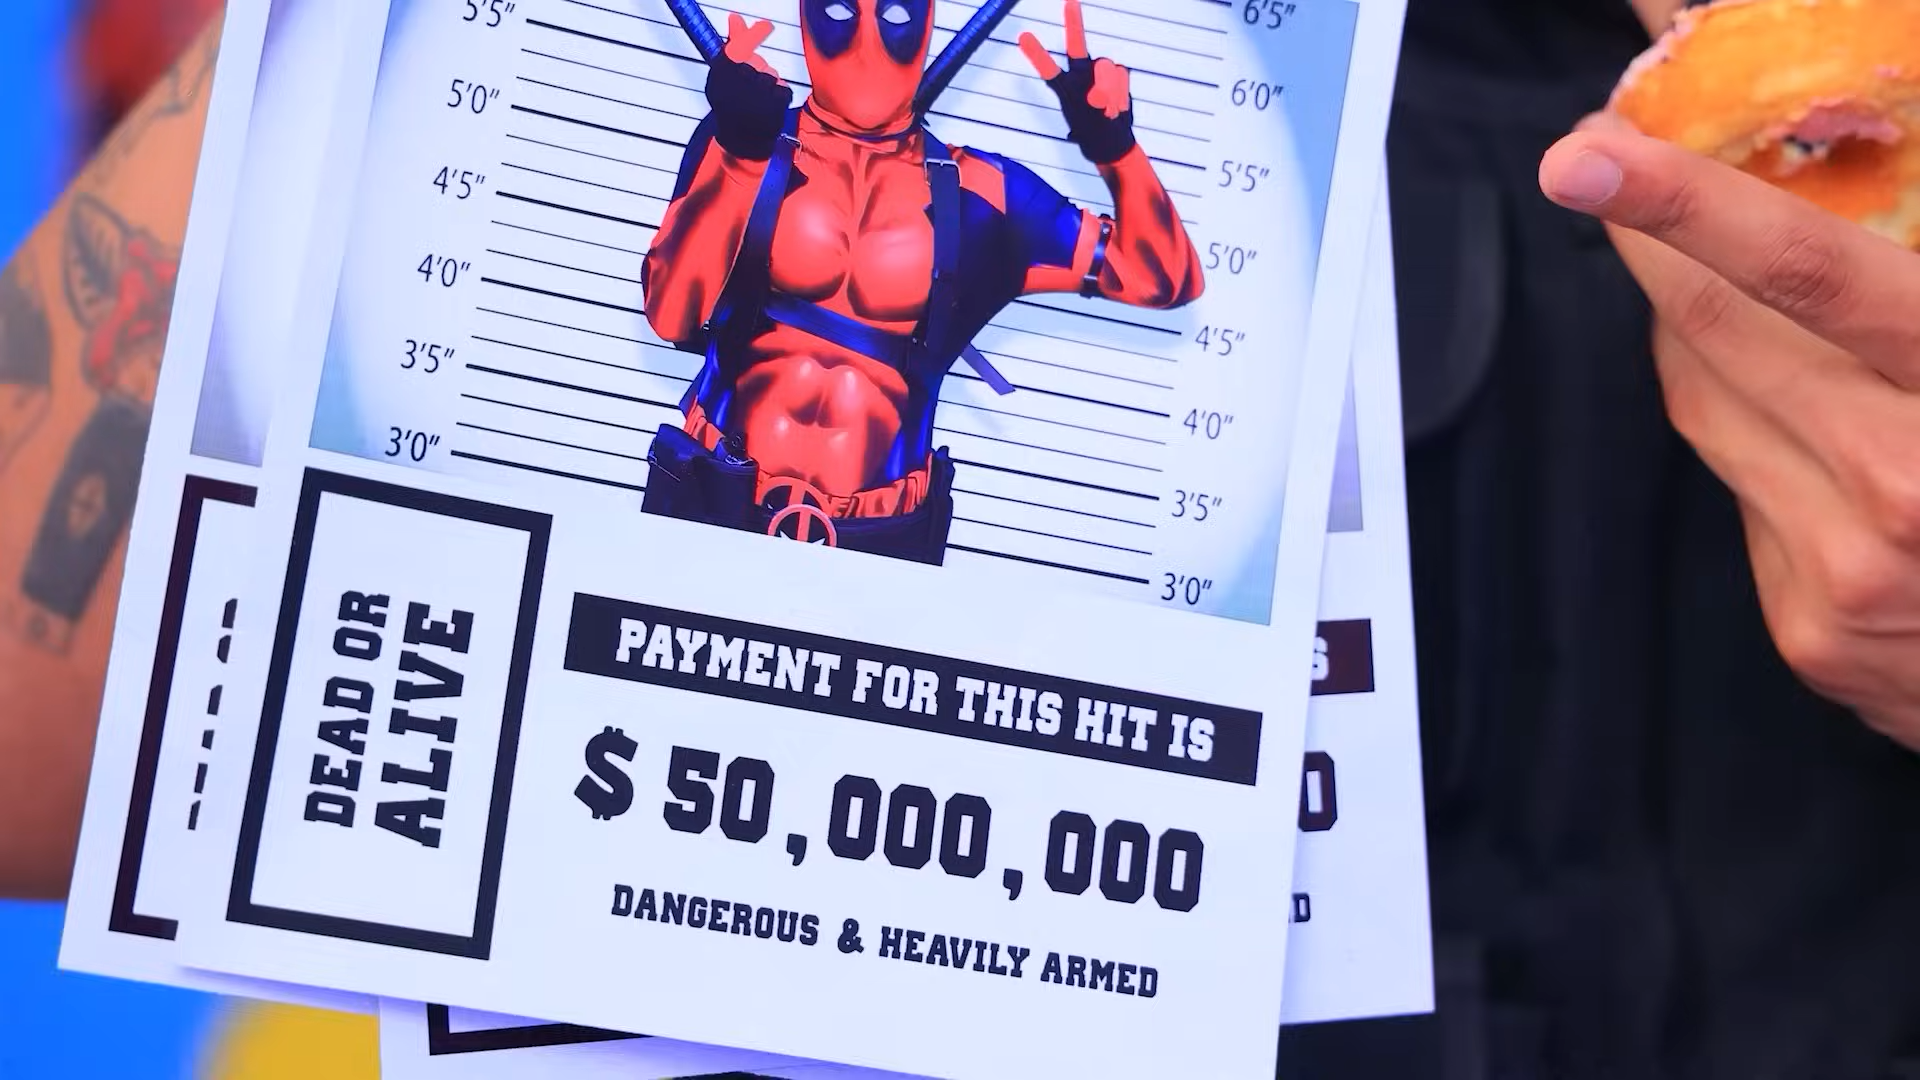 5'5"
5'0"
4'5"
4'0"
3'5"
3'0"
6'5"
6'0"
5'5"
5'0"
4'5"
4'0"
3'5"
3'0"
DEAD OR
ALIVE
PAYMENT FOR THIS HIT IS
$ 50,000,000
DANGEROUS & HEAVILY ARMED
S
0
D